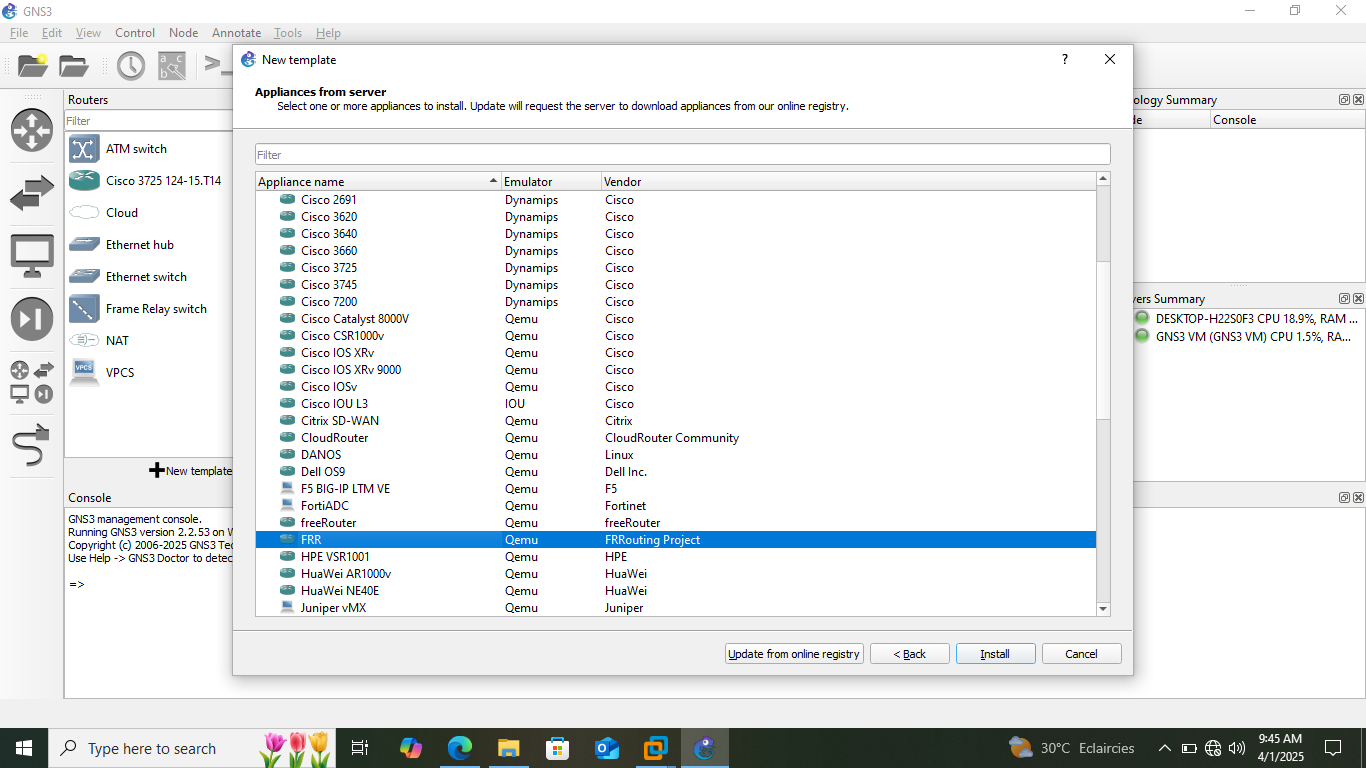 GNS3
File Edit View Control Node Annotate Tools Help
New template
?
Appliances from server
Select one or more appliances to install. Update will request the server to download appliances from our online registry.
Filter
Appliance name Emulator Vendor
Cisco 2691 Dynamips Cisco
Cisco 3620 Dynamips Cisco
Cisco 3640 Dynamips Cisco
Cisco 3660 Dynamips Cisco
Cisco 3725 Dynamips Cisco
Cisco 3745 Dynamips Cisco
Cisco 7200 Dynamips Cisco
Cisco Catalyst 8000V Qemu Cisco
Cisco CSR1000v Qemu Cisco
Cisco IOS XRv Qemu Cisco
Cisco IOS XRv 9000 Qemu Cisco
Cisco IOSv Qemu Cisco
Cisco IOU L3 IOU Cisco
Citrix SD-WAN Qemu Citrix
CloudRouter Qemu CloudRouter Community
DANOS Qemu Linux
Dell OS9 Qemu Dell Inc.
F5 BIG-IP LTM VE Qemu F5
FortiADC Qemu Fortinet
freeRouter Qemu freeRouter
FRR Qemu FRRouting Project
HPE VSR1001 Qemu HPE
HuaWei AR1000v Qemu HuaWei
HuaWei NE40E Qemu HuaWei
Juniper vMX Qemu Juniper
Update from online registry
< Back
Install
Cancel
Routers
Filter
ATM switch
Cisco 3725 124-15.T14
Cloud
Ethernet hub
Ethernet switch
Frame Relay switch
NAT
VPCS
VPCS
New template
Console
GNS3 management console.
Running GNS3 version 2.2.53 on W
Copyright (c) 2006-2025 GNS3 Tec
Use Help -> GNS3 Doctor to detec
=>
ology Summary
de Console
ers Summary
DESKTOP-H22S0F3 CPU 18.9%, RAM ...
GNS3 VM (GNS3 VM) CPU 1.5%, RA...
Type here to search
30°C Eclaircies
9:45 AM
4/1/2025